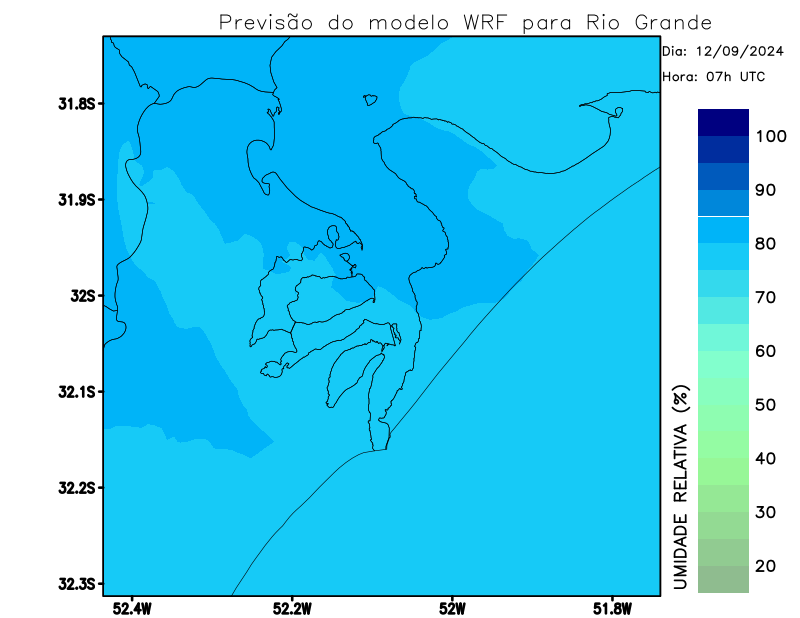 Previsão do modelo WRF para Rio Grande
Dia: 12/09/2024
Hora: 07h UTC
31.8S
31.9S
32S
32.1S
32.2S
32.3S
52.4W
52.2W
52W
51.8W
100
90
80
70
60
50
40
30
20
UMIDADE RELATIVA (%)